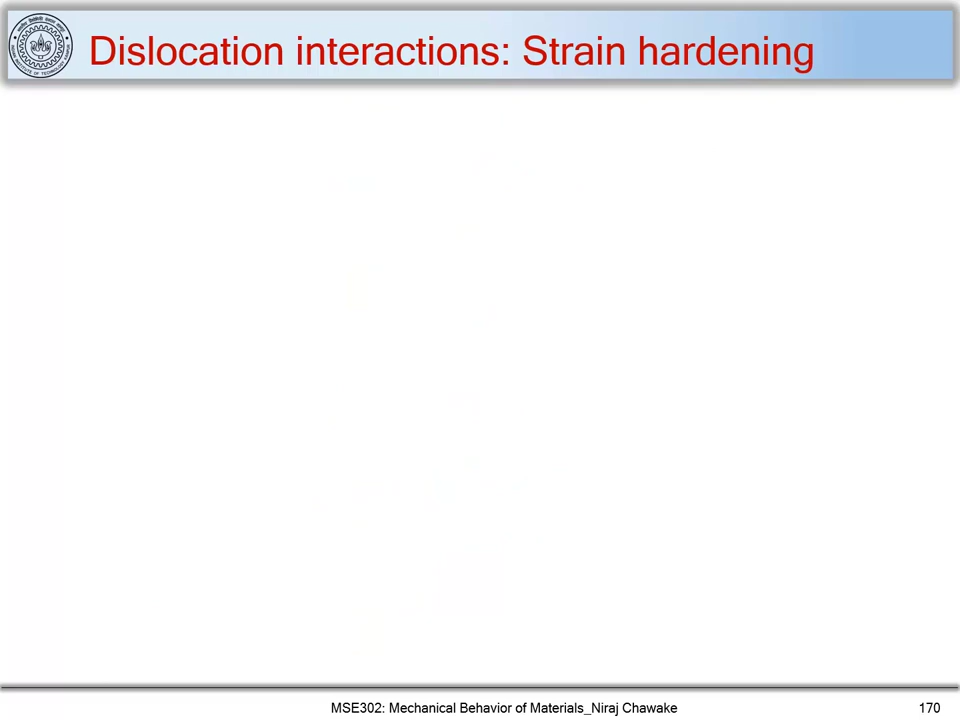 Dislocation interactions: Strain hardening
MSE302: Mechanical Behavior of Materials_Niraj Chawake
170